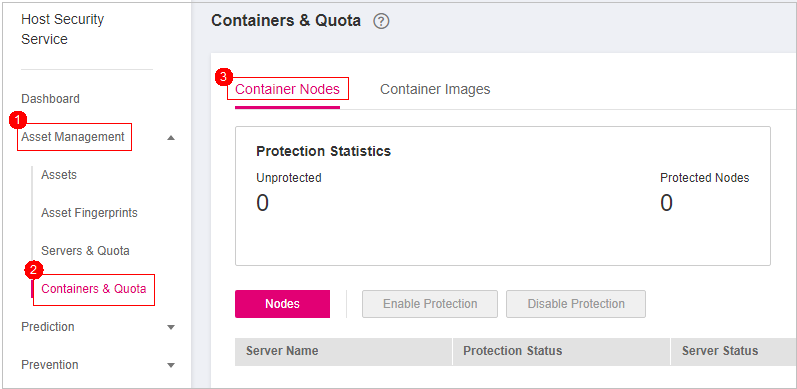 Host Security
Service
Dashboard
1
Asset Management
Assets
Asset Fingerprints
Servers & Quota
2
Containers & Quota
Prediction
Prevention
Containers & Quota ?
3
Container Nodes Container Images
Protection Statistics
Unprotected Protected Nodes
0 0
Nodes Enable Protection Disable Protection
Server Name Protection Status Server Status